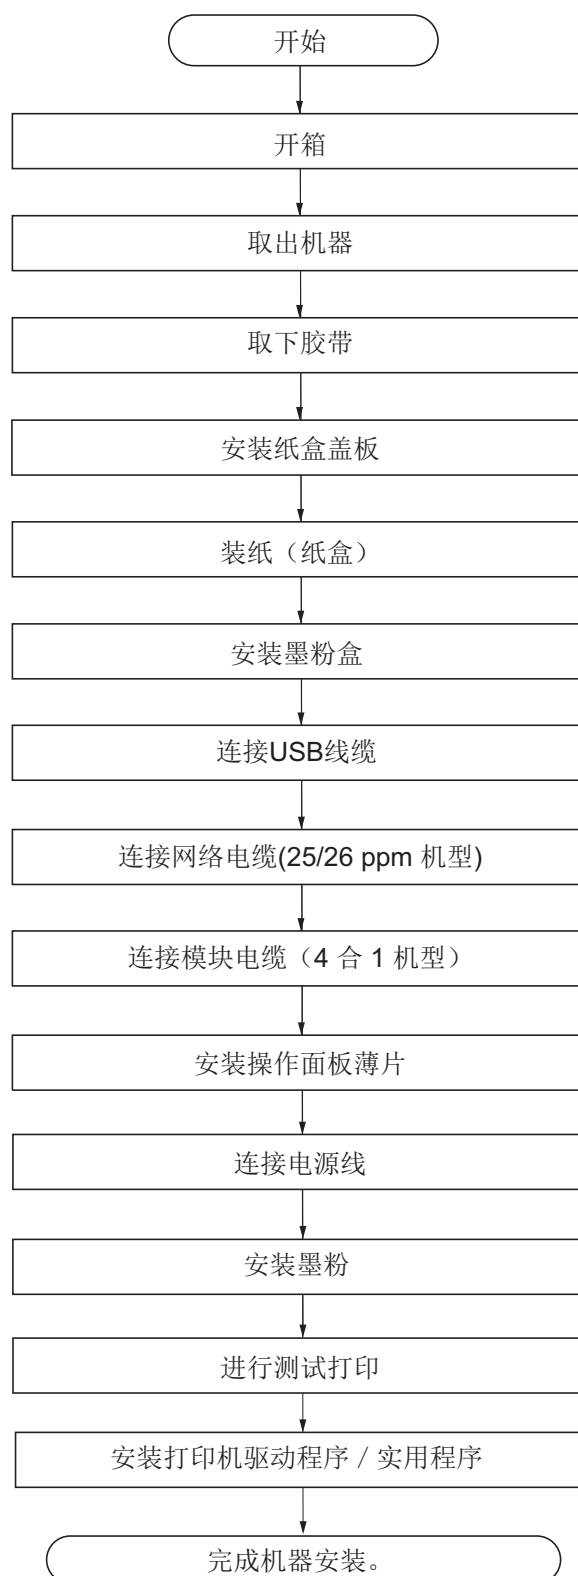 开始
开箱
取出机器
取下胶带
安装纸盒盖板
装纸（纸盒）
安装墨粉盒
连接USB线缆
连接网络电缆(25/26 ppm 机型)
连接模块电缆（4 合 1 机型）
安装操作面板薄片
连接电源线
安装墨粉
进行测试打印
安装打印机驱动程序 / 实用程序
完成机器安装。